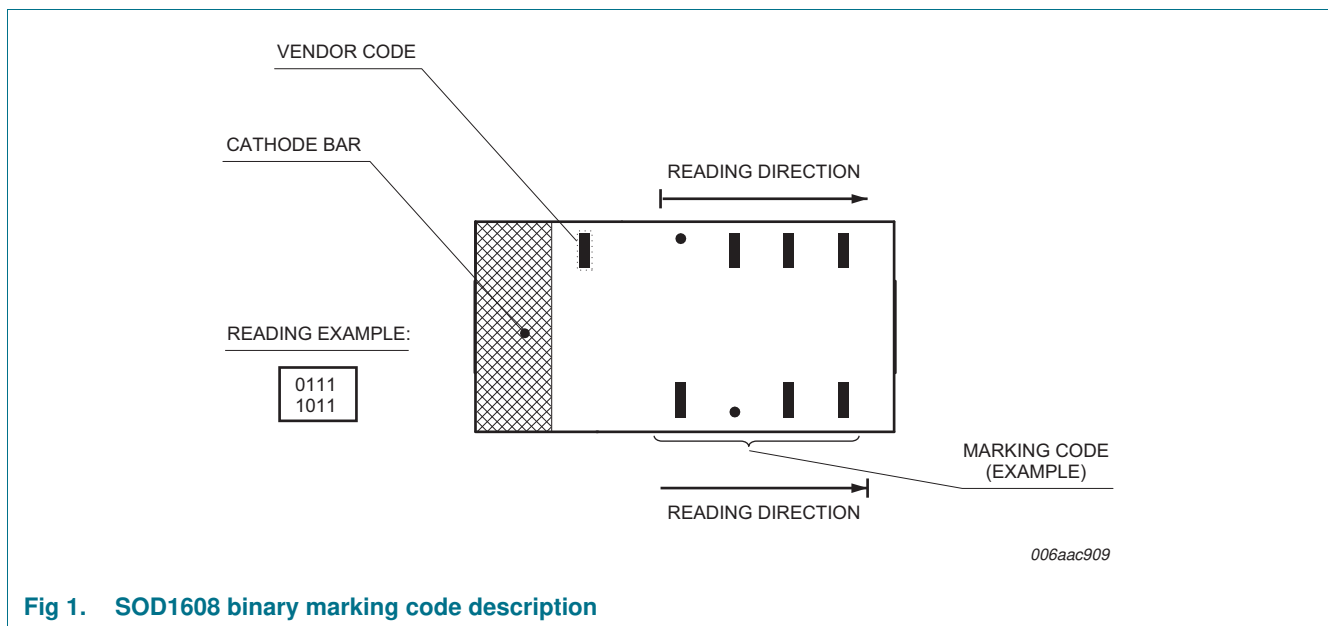 VENDOR CODE
CATHODE BAR
READING DIRECTION
READING EXAMPLE:
0111
1011
MARKING CODE
(EXAMPLE)
READING DIRECTION
006aac909
Fig 1. SOD1608 binary marking code description